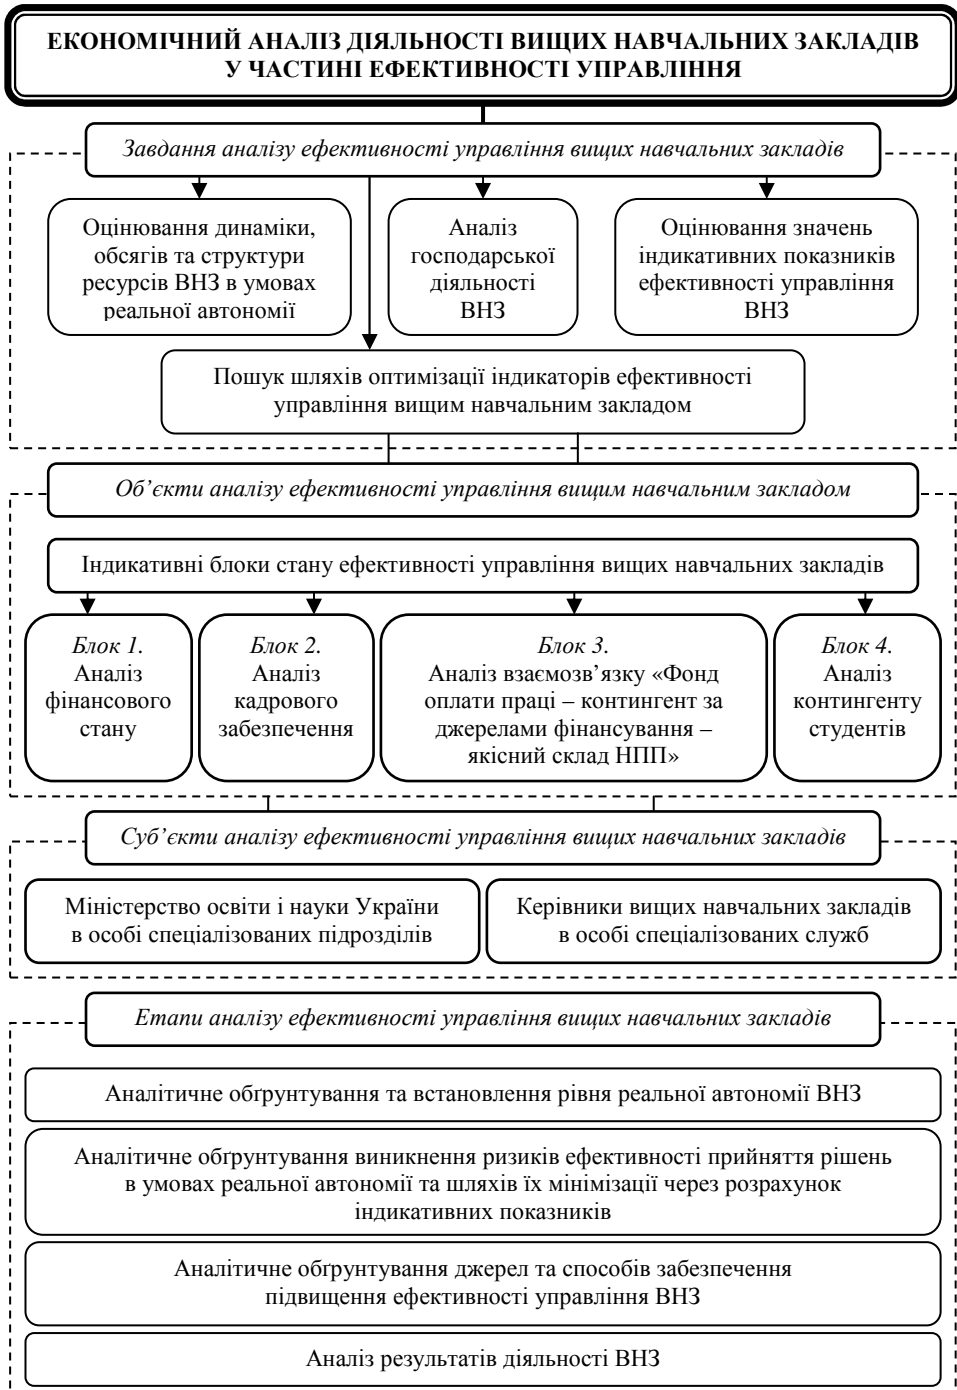 ЕКОНОМІЧНИЙ АНАЛІЗ ДІЯЛЬНОСТІ ВИЩИХ НАВЧАЛЬНИХ ЗАКЛАДІВ
У ЧАСТИНІ ЕФЕКТИВНОСТІ УПРАВЛІННЯ
Завдання аналізу ефективності управління вищих навчальних закладів
Оцінювання динаміки,
обсягів та структури
ресурсів ВНЗ в умовах
реальної автономії
Аналіз
господарської
діяльності
ВНЗ
Оцінювання значень
індикативних показників
ефективності управління
ВНЗ
Пошук шляхів оптимізації індикаторів ефективності
управління вищим навчальним закладом
Об’єкти аналізу ефективності управління вищим навчальним закладом
Індикативні блоки стану ефективності управління вищих навчальних закладів
Блок 1.
Аналіз
фінансового
стану
Блок 2.
Аналіз
кадрового
забезпечення
Блок 3.
Аналіз взаємозв’язку «Фонд
оплати праці – контингент за
джерелами фінансування –
якісний склад НПП»
Блок 4.
Аналіз
контингенту
студентів
Суб’єкти аналізу ефективності управління вищих навчальних закладів
Міністерство освіти і науки України
в особі спеціалізованих підрозділів
Керівники вищих навчальних закладів
в особі спеціалізованих служб
Етапи аналізу ефективності управління вищих навчальних закладів
Аналітичне обґрунтування та встановлення рівня реальної автономії ВНЗ
Аналітичне обґрунтування виникнення ризиків ефективності прийняття рішень
в умовах реальної автономії та шляхів їх мінімізації через розрахунок
індикативних показників
Аналітичне обґрунтування джерел та способів забезпечення
підвищення ефективності управління ВНЗ
Аналіз результатів діяльності ВНЗ